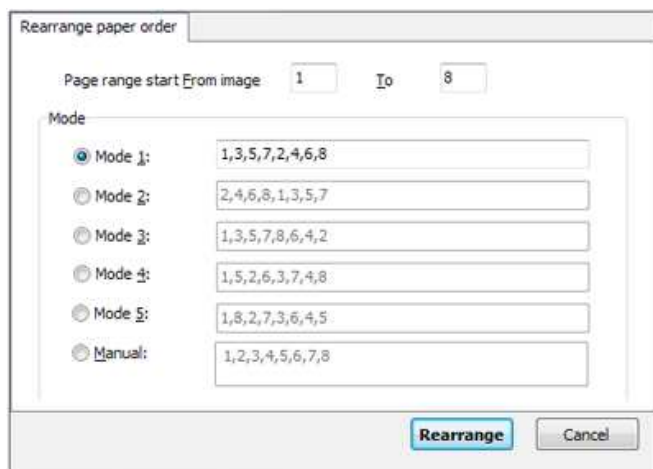 Rearrange paper order
Page range start From image 1 To 8
Mode
Mode 1: 1,3,5,7,2,4,6,8
Mode 2: 2,4,6,8,1,3,5,7
Mode 3: 1,3,5,7,8,6,4,2
Mode 4: 1,5,2,6,3,7,4,8
Mode 5: 1,8,2,7,3,6,4,5
Manual: 1,2,3,4,5,6,7,8
Rearrange Cancel